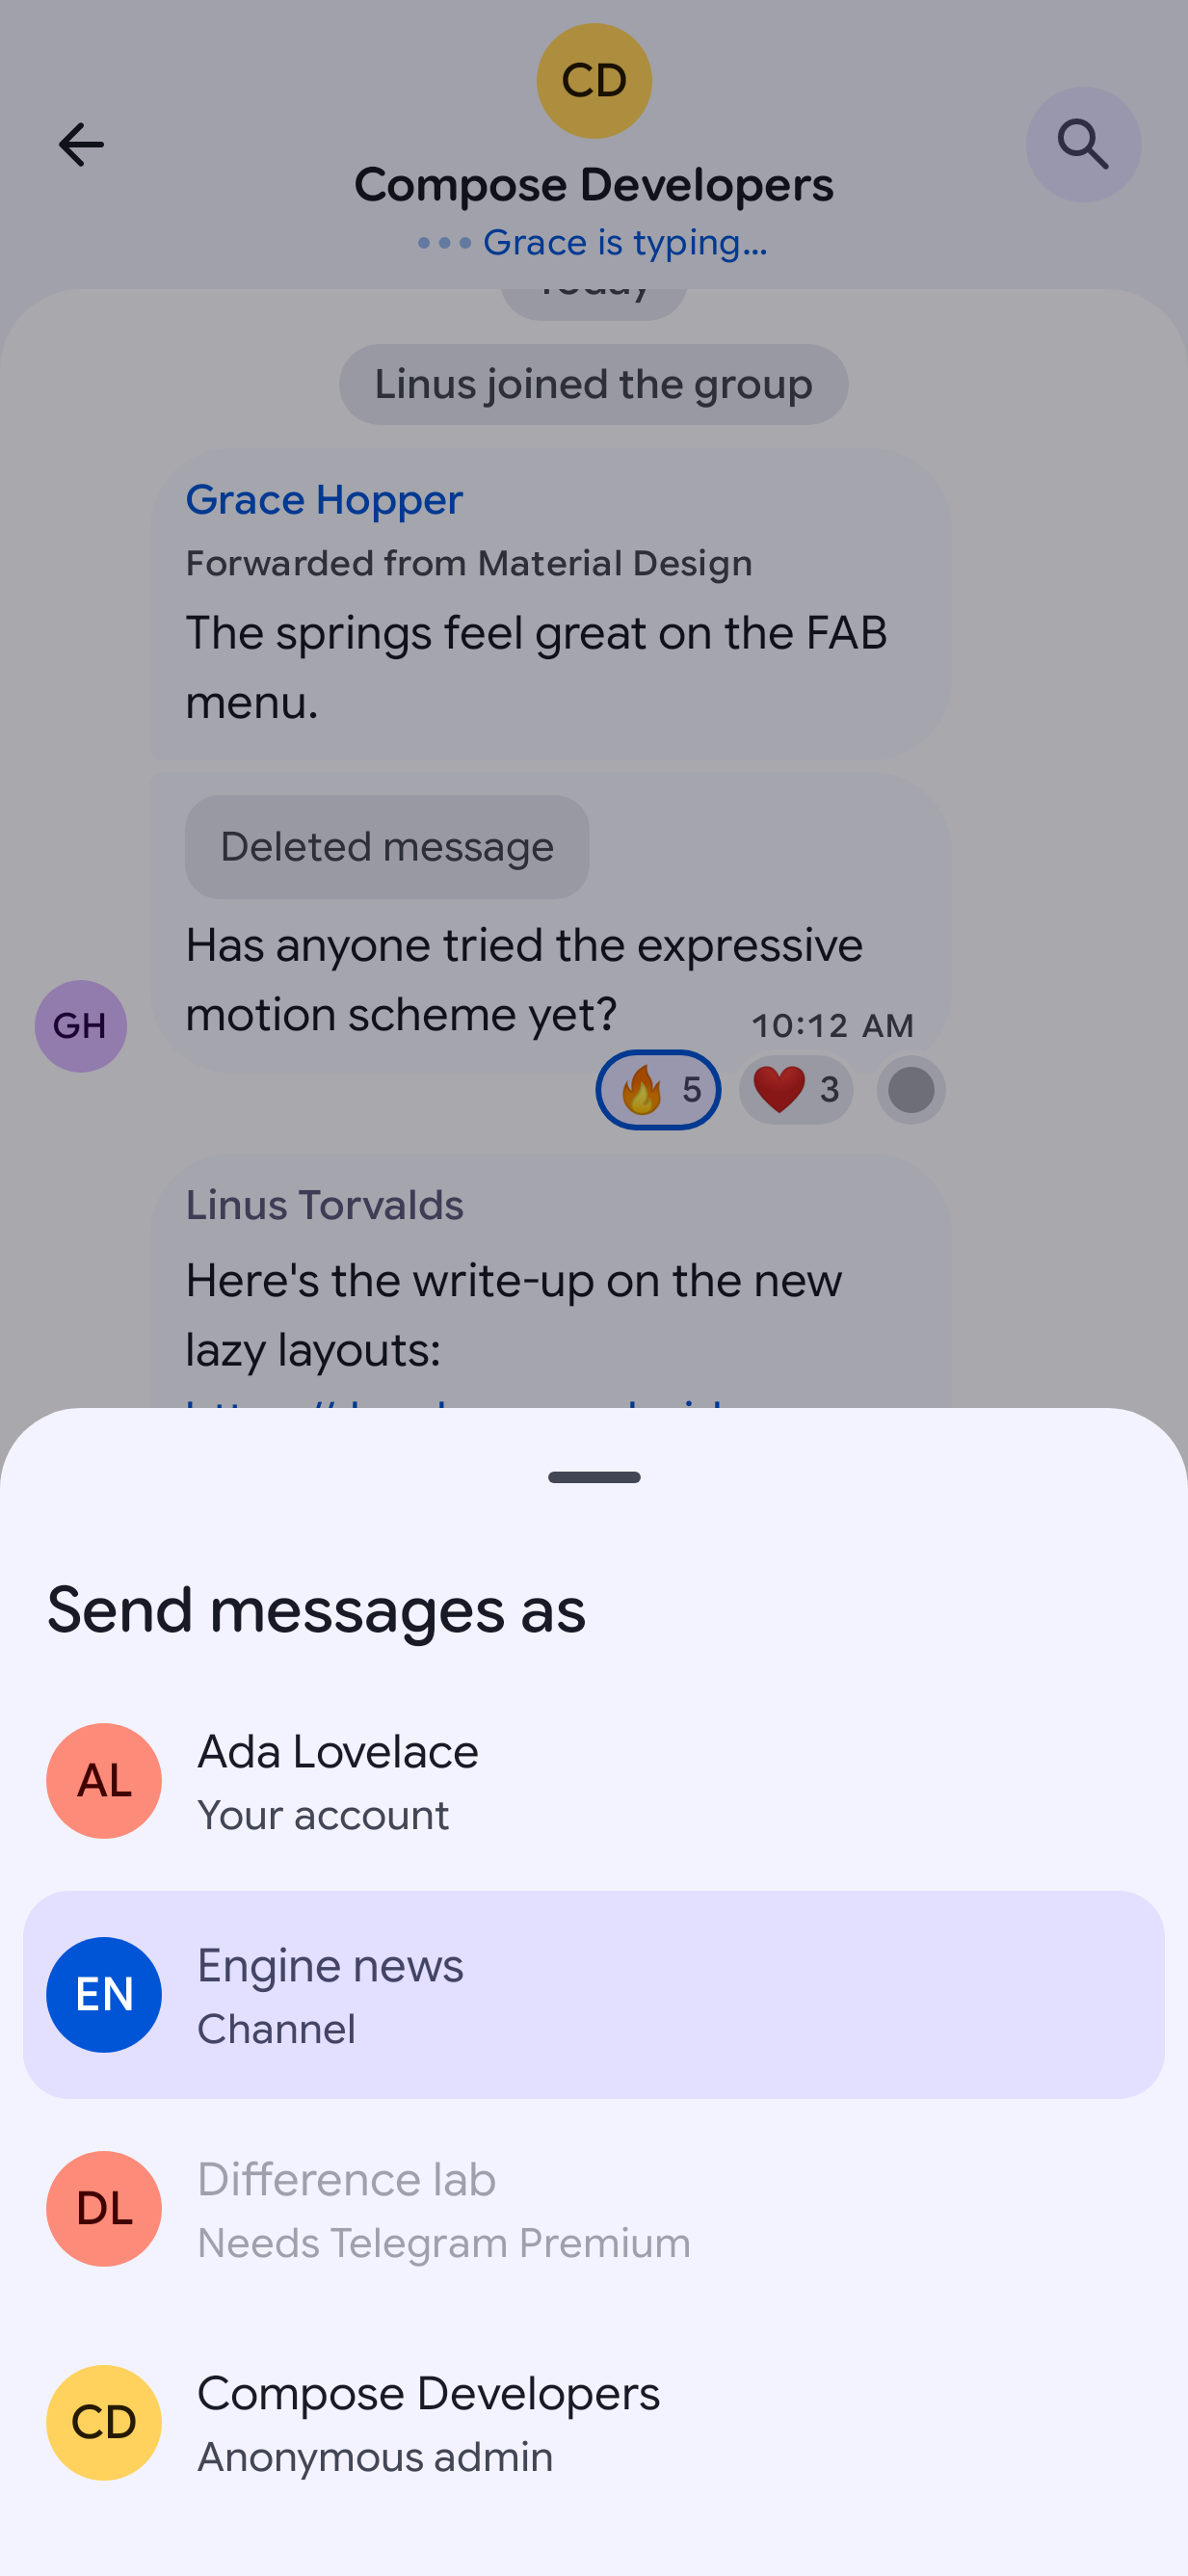 CD
Compose Developers
Grace is typing...
Today
Linus joined the group
Grace Hopper
Forwarded from Material Design
The springs feel great on the FAB
menu.
Deleted message
Has anyone tried the expressive
motion scheme yet?
10:12 AM
GH
🔥 5 ❤️ 3
Linus Torvalds
Here's the write-up on the new
lazy layouts:
Send messages as
AL
Ada Lovelace
Your account
EN
Engine news
Channel
DL
Difference lab
Needs Telegram Premium
CD
Compose Developers
Anonymous admin